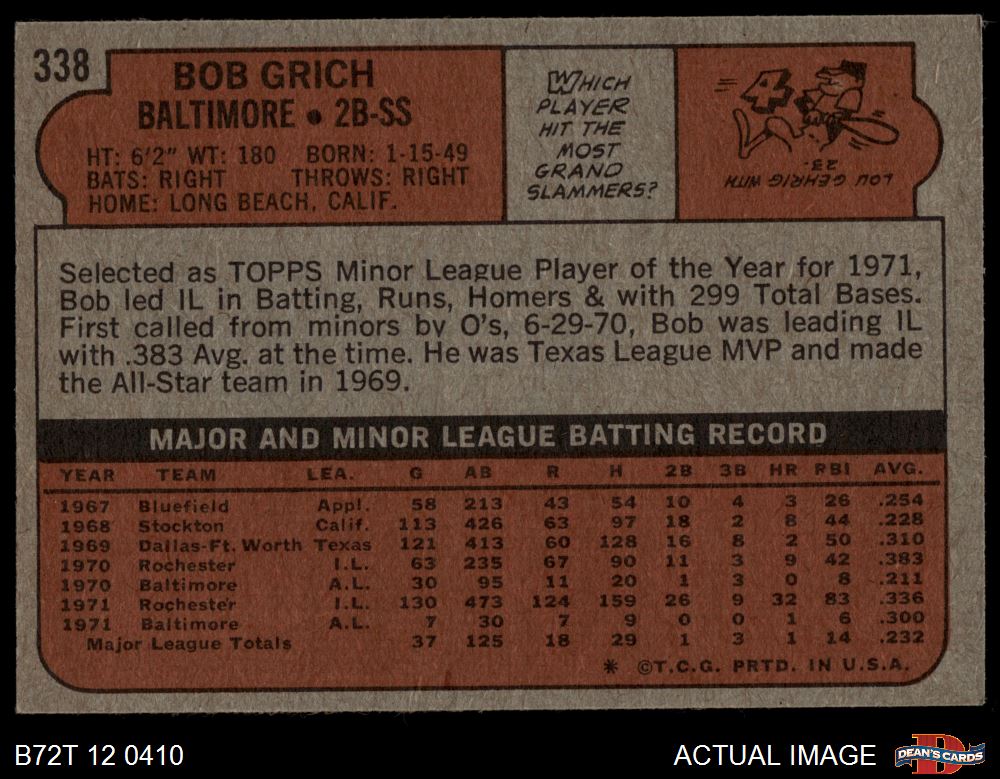 338
BOB GRICH
BALTIMORE • 2B-SS
HT: 6'2" WT: 180 BORN: 1-15-49
BATS: RIGHT THROWS: RIGHT
HOME: LONG BEACH, CALIF.
WHICH
PLAYER
HIT THE
MOST
GRAND
SLAMMERS?
4
LOU GEHRIG WITH
23.
Selected as TOPPS Minor League Player of the Year for 1971,
Bob led IL in Batting, Runs, Homers & with 299 Total Bases.
First called from minors by O's, 6-29-70, Bob was leading IL
with .383 Avg. at the time. He was Texas League MVP and made
the All-Star team in 1969.
MAJOR AND MINOR LEAGUE BATTING RECORD
YEAR TEAM LEA. G AB R H 2B 3B HR RBI AVG.
1967 Bluefield Appl. 58 213 43 54 10 4 3 26 .254
1968 Stockton Calif. 113 426 63 97 18 2 8 44 .228
1969 Dallas-Ft. Worth Texas 121 413 60 128 16 8 2 50 .310
1970 Rochester I.L. 63 235 67 90 11 3 9 42 .383
1970 Baltimore A.L. 30 95 11 20 1 3 0 8 .211
1971 Rochester I.L. 130 473 124 159 26 9 32 83 .336
1971 Baltimore A.L. 7 30 7 9 0 0 1 6 .300
Major League Totals 37 125 18 29 1 3 1 14 .232
* ©T.C.G. PRTD. IN U.S.A.
B72T 12 0410
ACTUAL IMAGE
DEAN'S CARDS